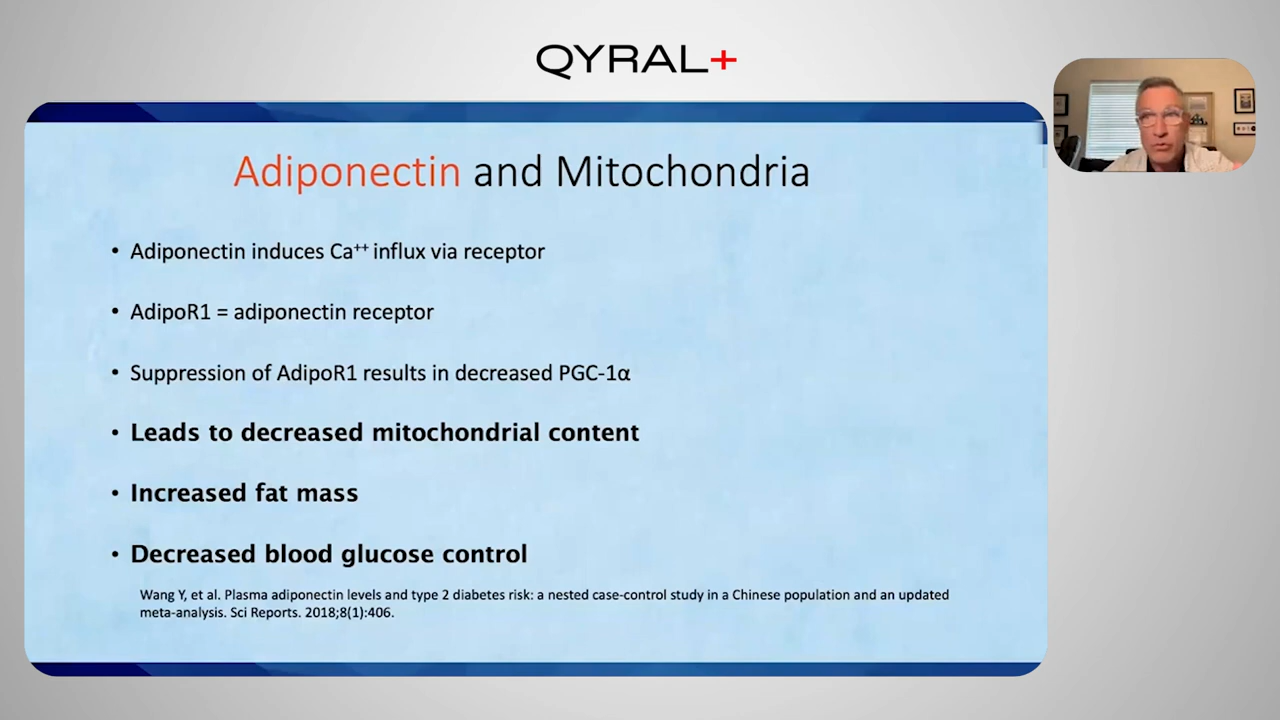 QYRAL+
Adiponectin and Mitochondria
• Adiponectin induces Ca⁺⁺ influx via receptor
• AdipoR1 = adiponectin receptor
• Suppression of AdipoR1 results in decreased PGC-1α
• Leads to decreased mitochondrial content
• Increased fat mass
• Decreased blood glucose control
Wang Y, et al. Plasma adiponectin levels and type 2 diabetes risk: a nested case-control study in a Chinese population and an updated
meta-analysis. Sci Reports. 2018;8(1):406.